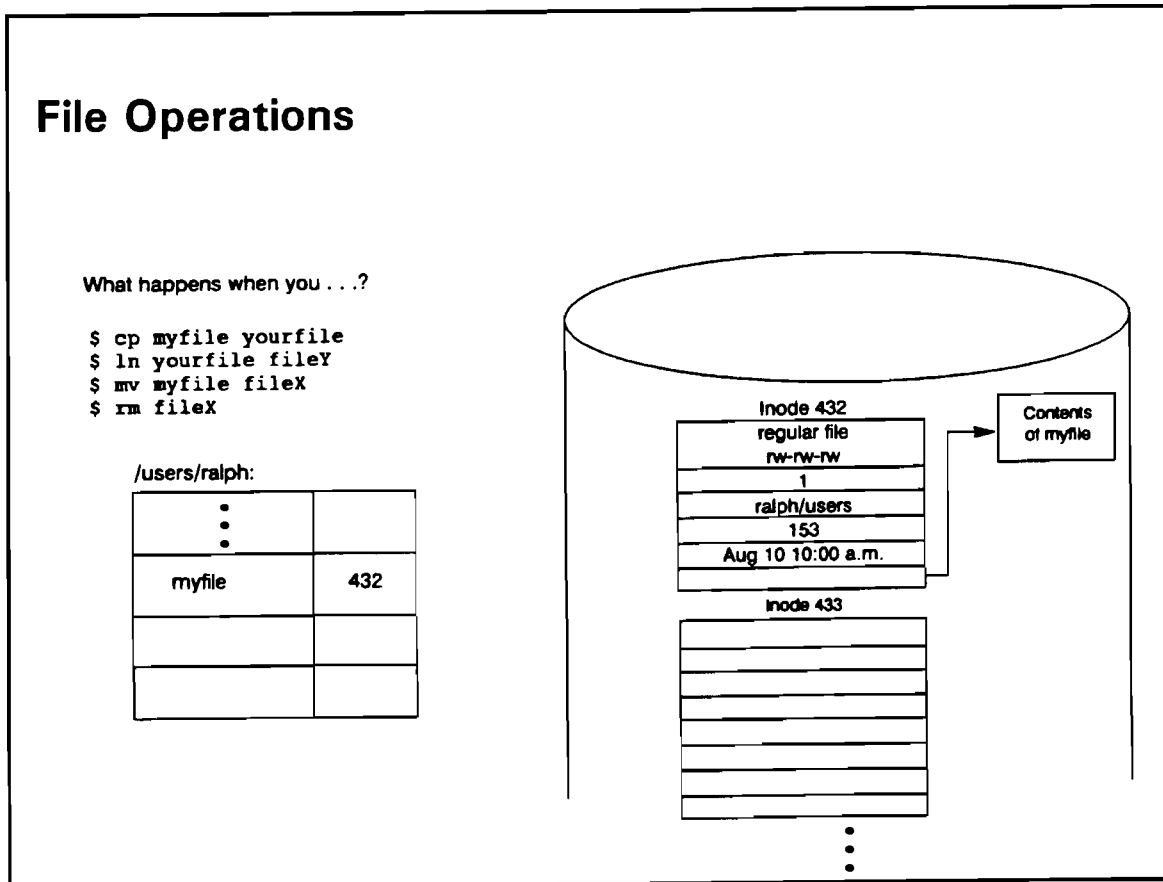 File Operations
What happens when you . . .?
$ cp myfile yourfile
$ ln yourfile fileY
$ mv myfile fileX
$ rm fileX
/users/ralph:
myfile 432
Inode 432
regular file
rw-rw-rw
1
ralph/users
153
Aug 10 10:00 a.m.
Contents
of myfile
Inode 433